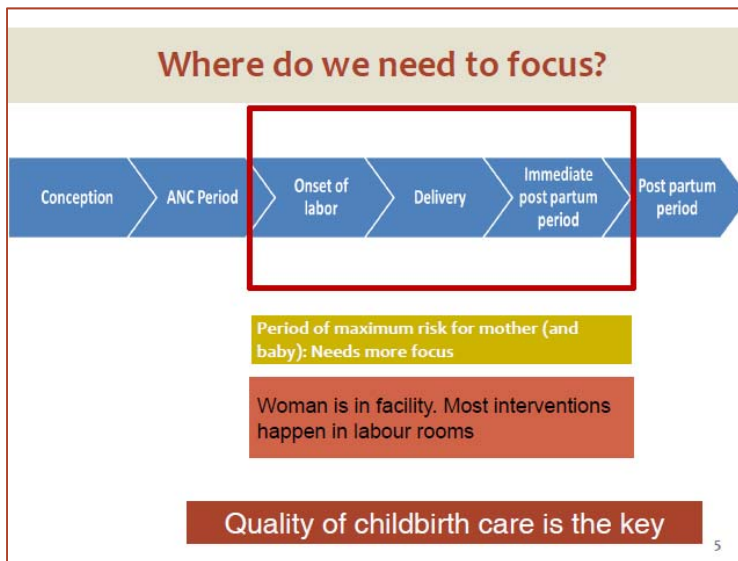 Where do we need to focus?
Conception
ANC Period
Onset of
labor
Delivery
Immediate
post partum
period
Post partum
period
Period of maximum risk for mother (and
baby): Needs more focus
Woman is in facility. Most interventions
happen in labour rooms
Quality of childbirth care is the key
5